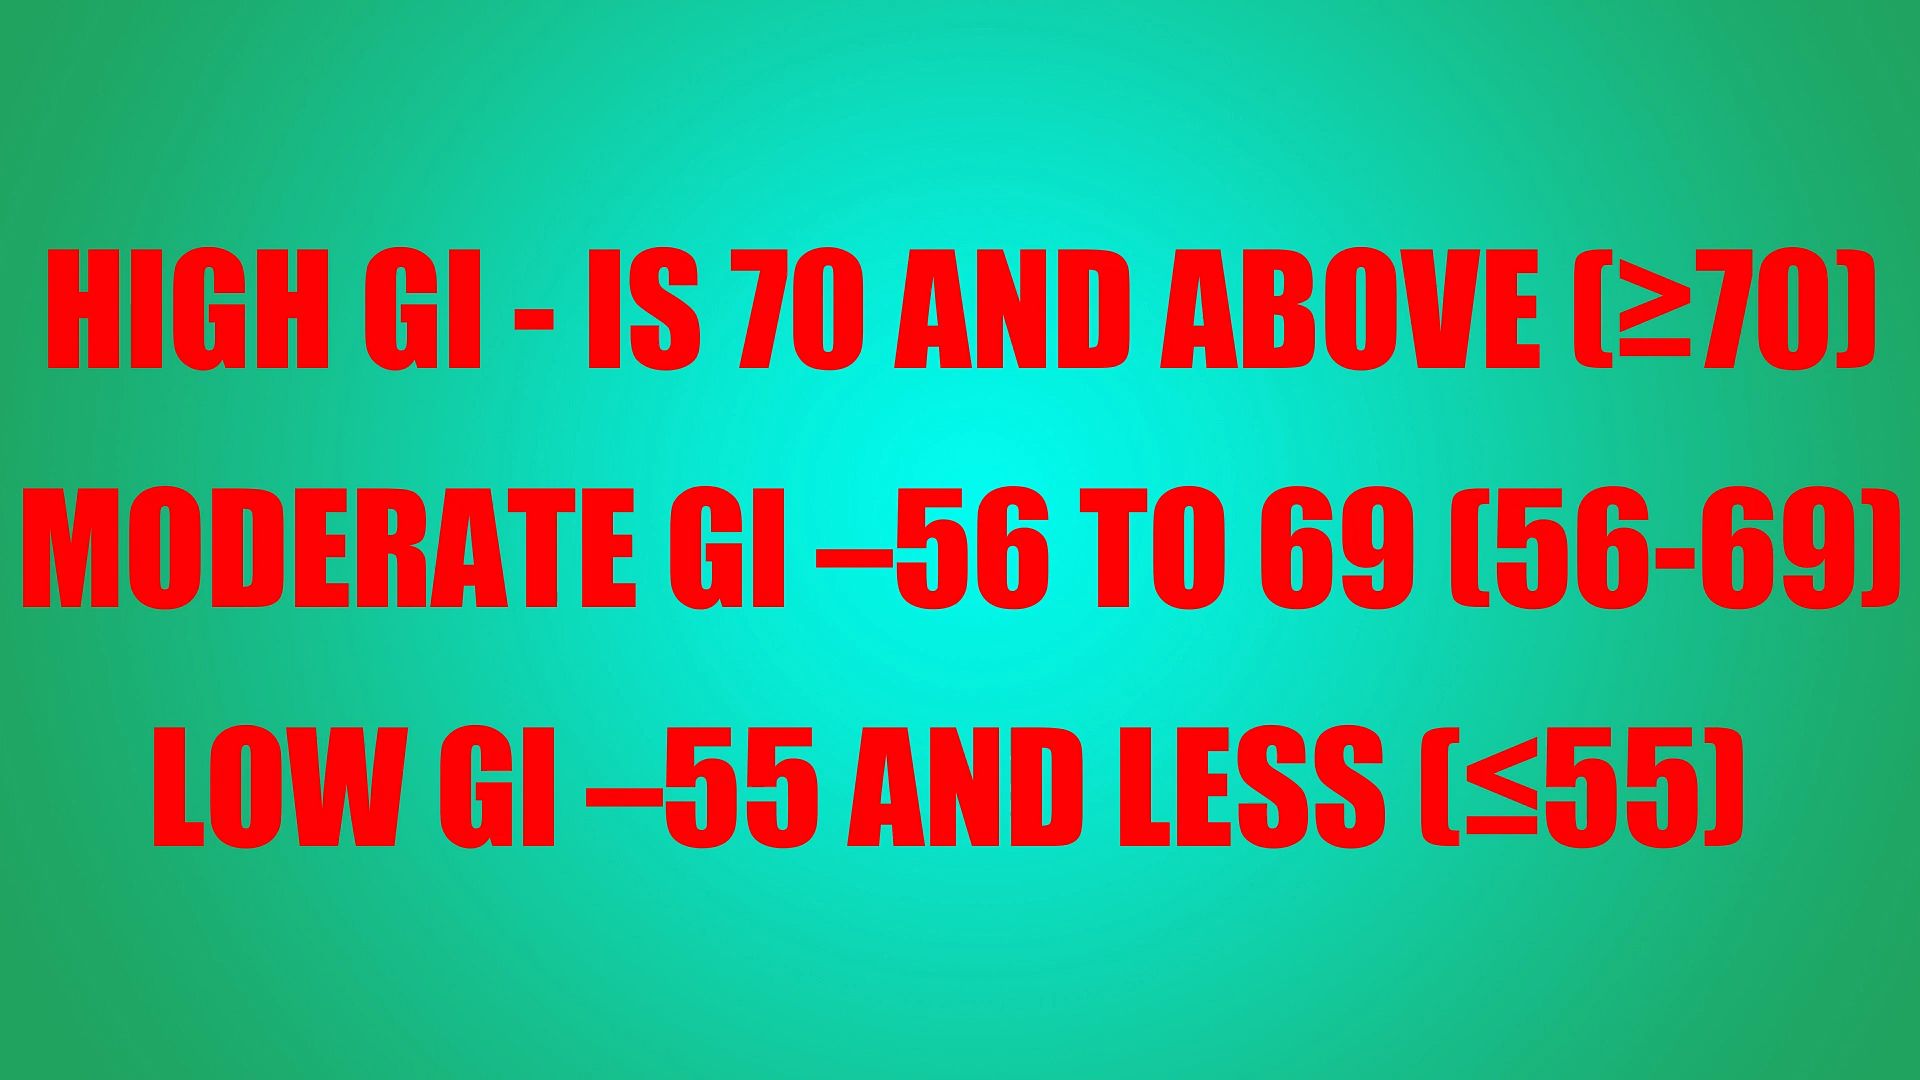 HIGH GI - IS 70 AND ABOVE (≥70)
MODERATE GI –56 TO 69 (56-69)
LOW GI –55 AND LESS (≤55)